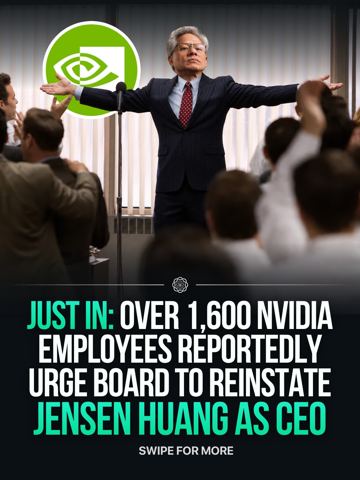 JUST IN: OVER 1,600 NVIDIA
EMPLOYEES REPORTEDLY
URGE BOARD TO REINSTATE
JENSEN HUANG AS CEO
SWIPE FOR MORE